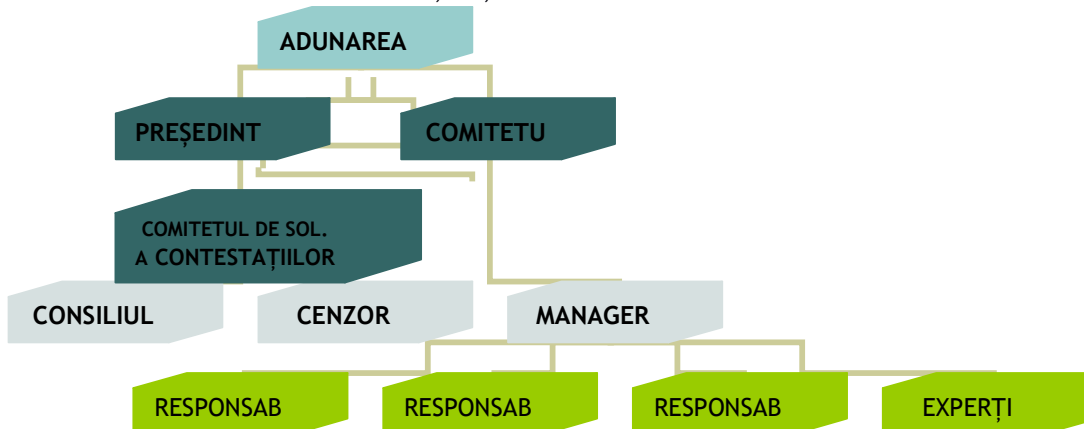 ADUNAREA
PREȘEDINT
COMITETU
COMITETUL DE SOL.
A CONTESTAȚIILOR
CONSILIUL
CENZOR
MANAGER
RESPONSAB
RESPONSAB
RESPONSAB
EXPERȚI